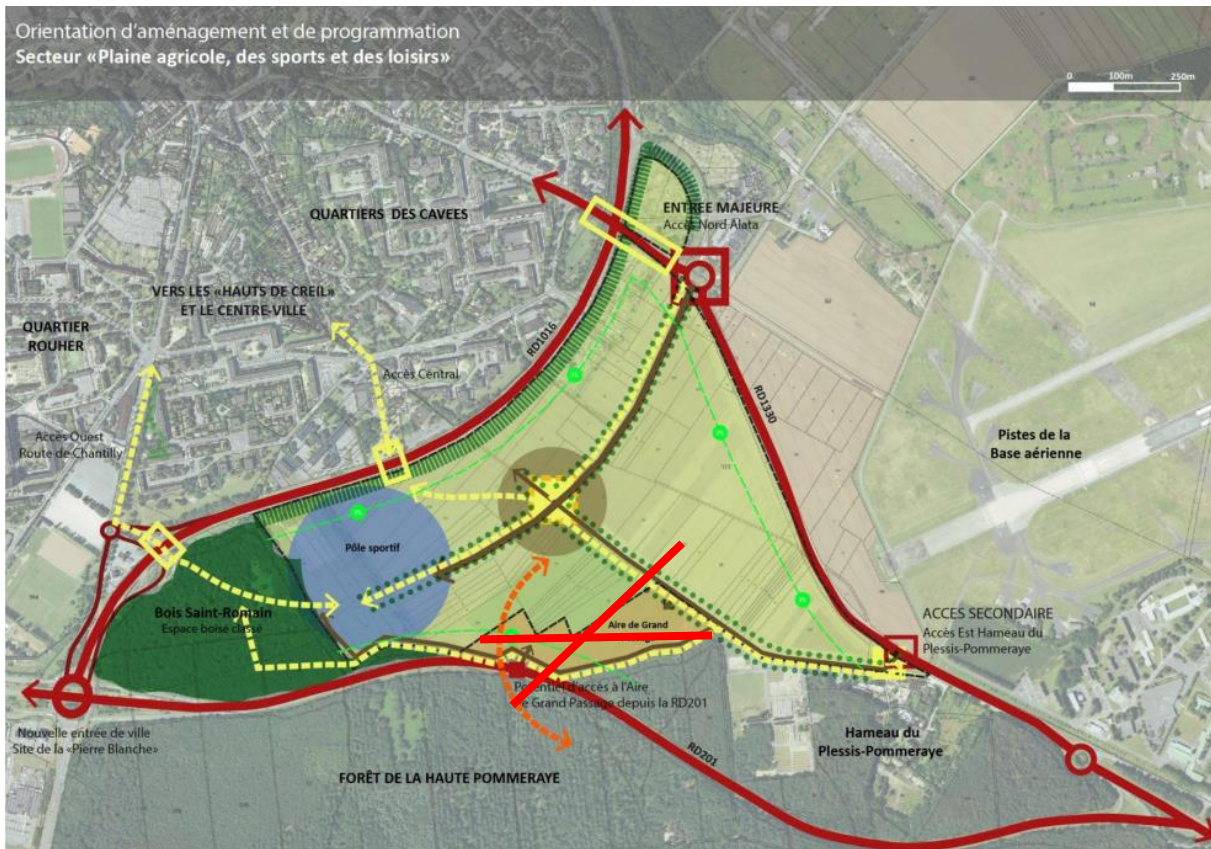 Orientation d'aménagement et de programmation
Secteur «Plaine agricole, des sports et des loisirs»
0 100m 250m
QUARTIERS DES CAVEES
ENTREE MAJEURE
Accès Nord Alata
VERS LES «HAUTS DE CREIL»
ET LE CENTRE-VILLE
QUARTIER
ROUHER
RD1016
Accès Central
RD1330
Accès Ouest
Route de Chantilly
Pistes de la
Base aérienne
Pôle sportif
Bois Saint-Romain
Espace boisé classé
Aire de Grand
ACCES SECONDAIRE
Accès Est Hameau du
Plessis-Pommeraye
d'accès à l'Aire
Grand Passage depuis la RD201
Nouvelle entrée de ville
Site de la «Pierre Blanche»
Hameau du
Plessis-Pommeraye
RD201
FORÊT DE LA HAUTE POMMERAYE